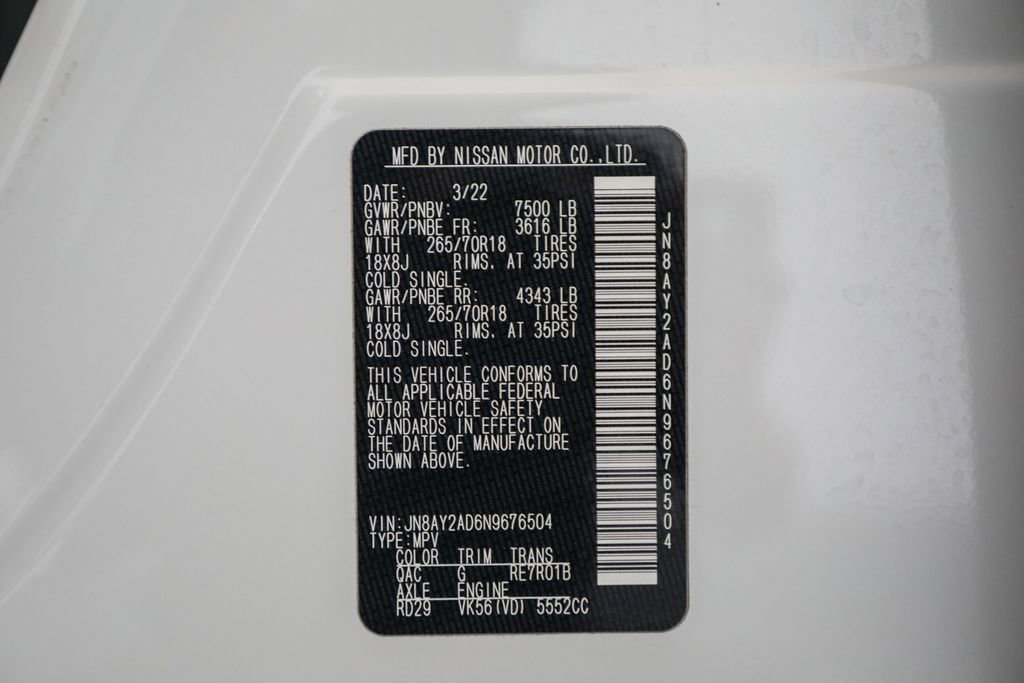 MFD BY NISSAN MOTOR CO.,LTD.
DATE: 3/22
GVWR/PNBV: 7500 LB
GAWR/PNBE FR: 3616 LB
WITH 265/70R18 TIRES
18X8J RIMS, AT 35PSI
COLD SINGLE.
GAWR/PNBE RR: 4343 LB
WITH 265/70R18 TIRES
18X8J RIMS, AT 35PSI
COLD SINGLE.
THIS VEHICLE CONFORMS TO
ALL APPLICABLE FEDERAL
MOTOR VEHICLE SAFETY
STANDARDS IN EFFECT ON
THE DATE OF MANUFACTURE
SHOWN ABOVE.
VIN:JN8AY2AD6N9676504
TYPE:MPV
COLOR TRIM TRANS
QAC G RE7R01B
AXLE ENGINE
RD29 VK56(VD) 5552CC
JN8AY2AD6N9676504